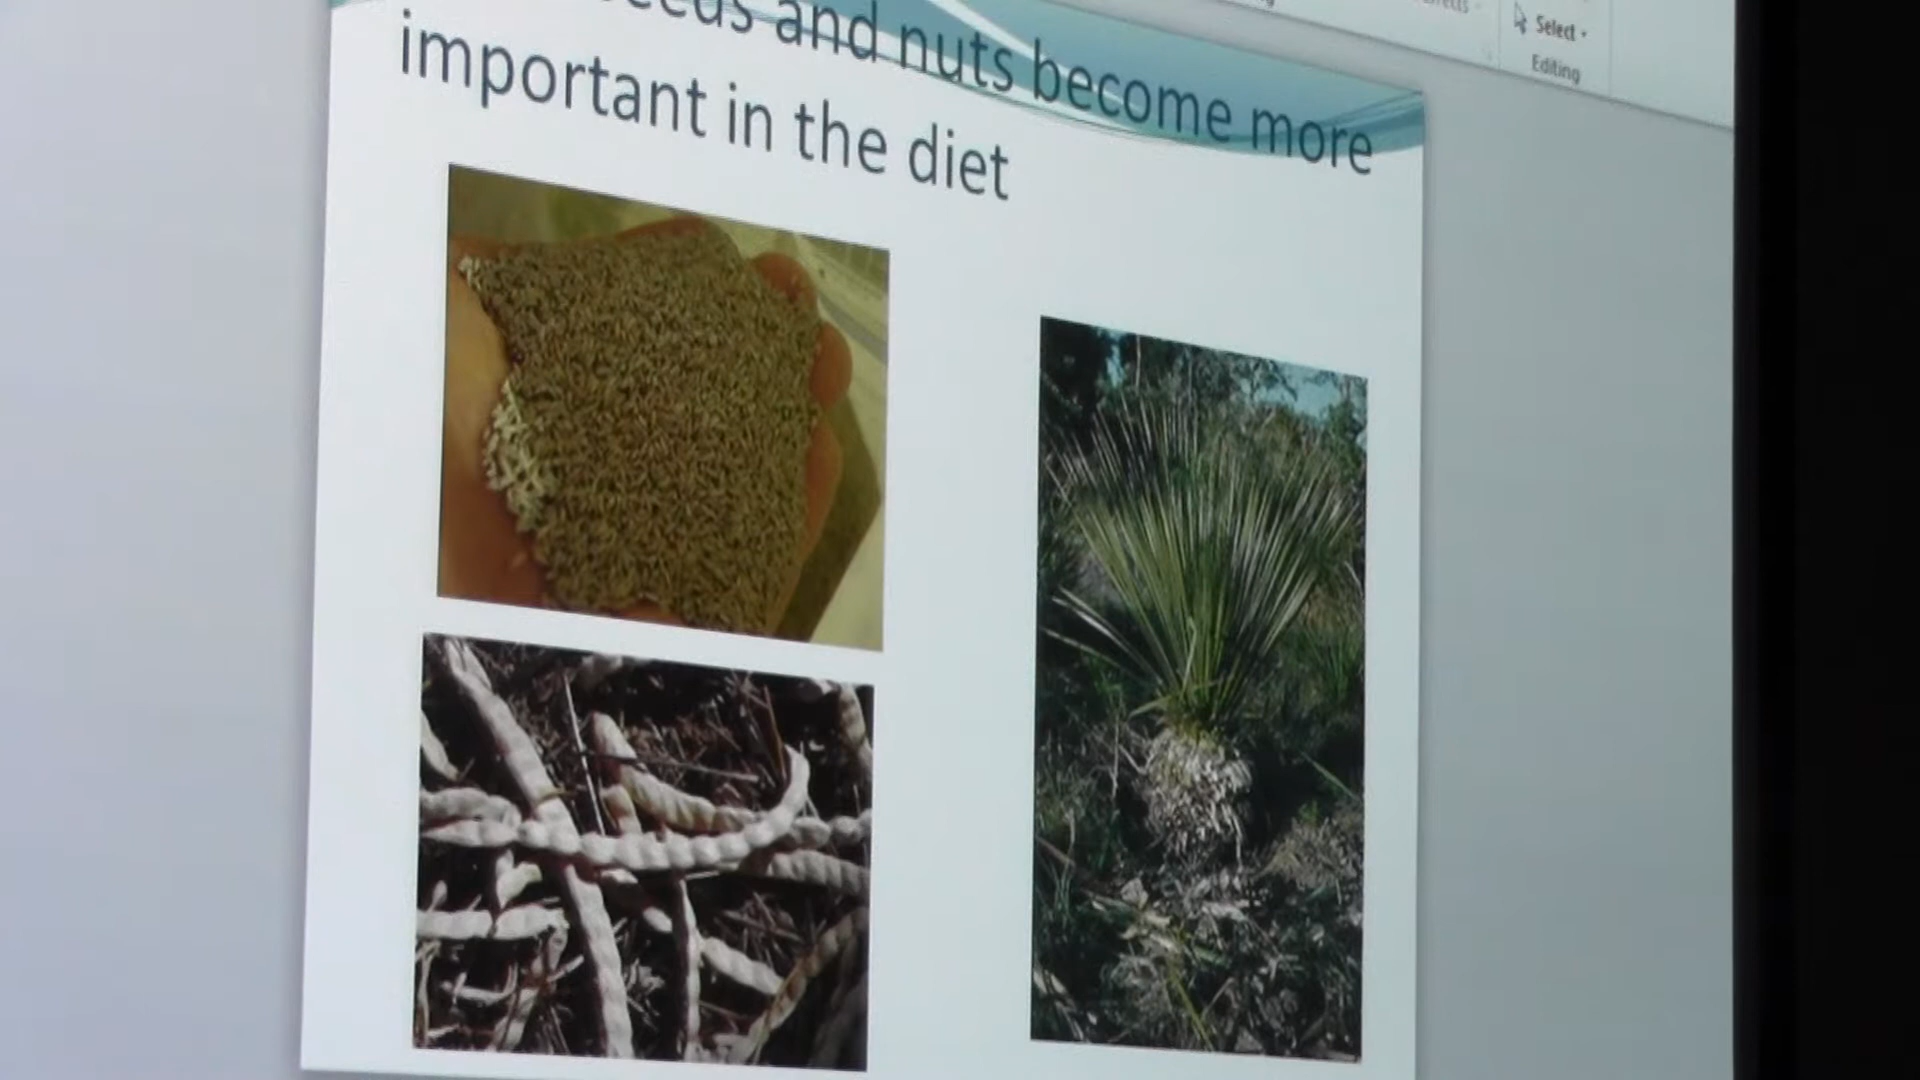 and nuts become more
important in the diet
Select
Editing